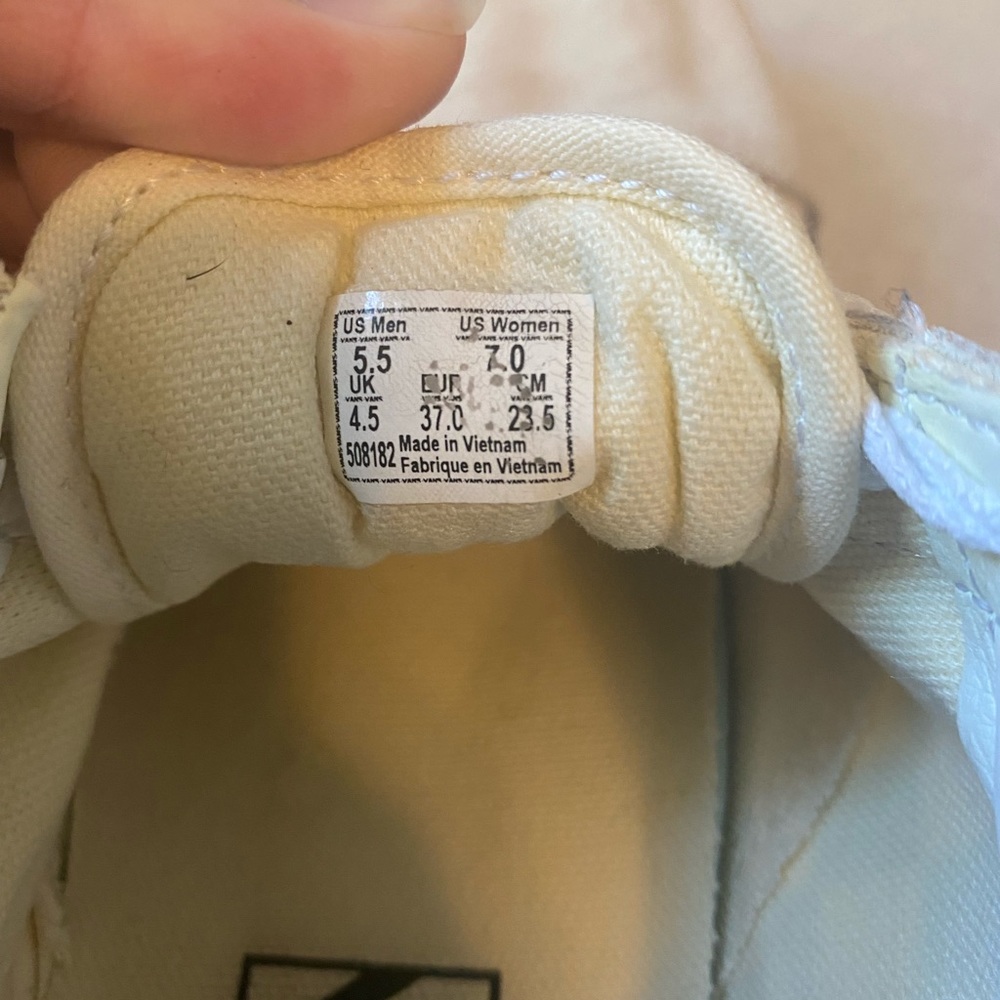 US Men US Women
5.5 7.0
UK EUR CM
4.5 37.0 23.5
508182 Made in Vietnam
Fabrique en Vietnam